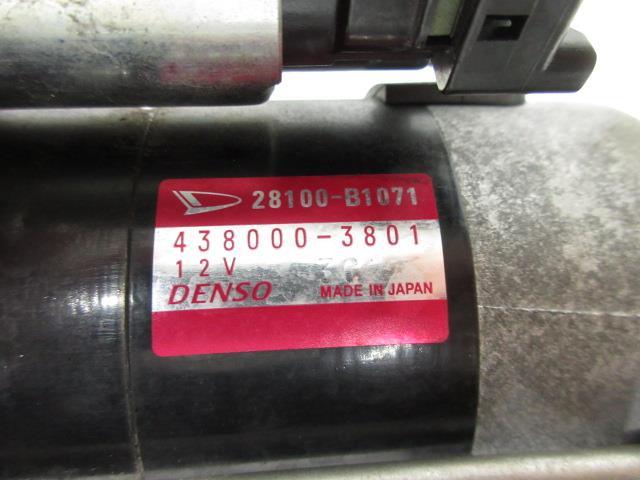 28100-B1071
438000-3801
12V
DENSO MADE IN JAPAN